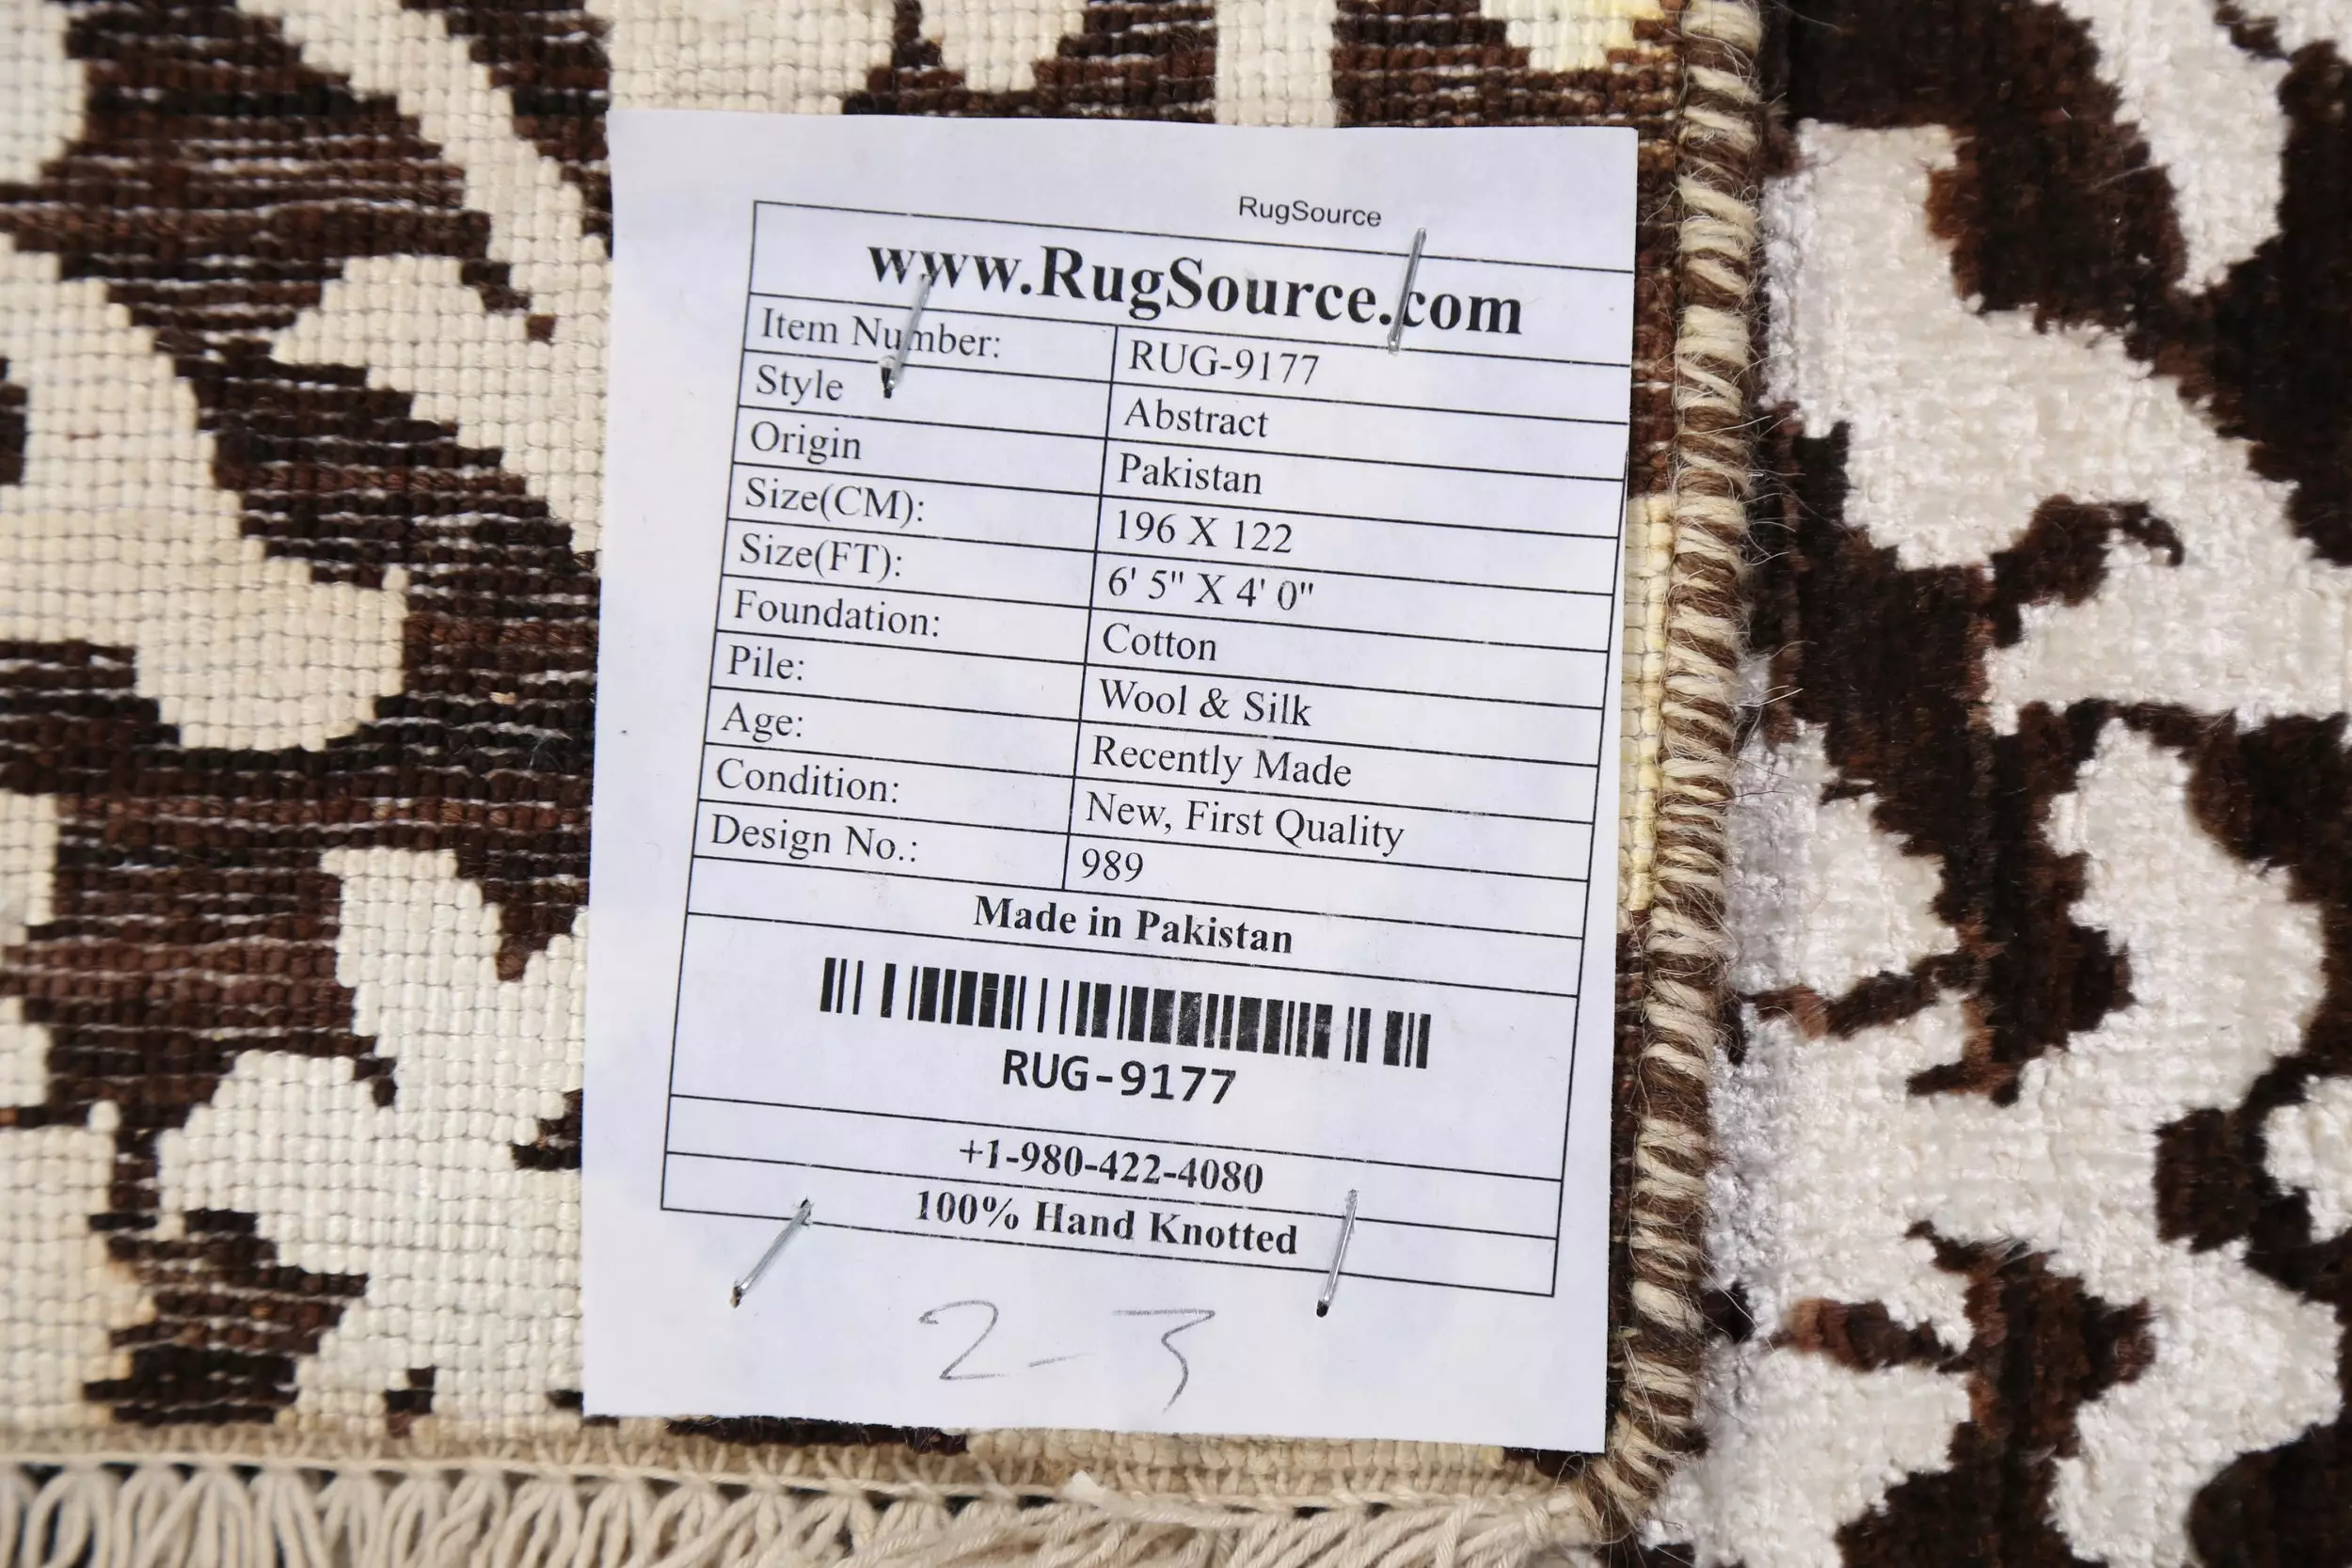 RugSource
www.RugSource.com
Item Number: RUG-9177
Style Abstract
Origin Pakistan
Size(CM): 196 X 122
Size(FT): 6' 5" X 4' 0"
Foundation: Cotton
Pile: Wool & Silk
Age: Recently Made
Condition: New, First Quality
Design No.: 989
Made in Pakistan
RUG-9177
+1-980-422-4080
100% Hand Knotted
2-3